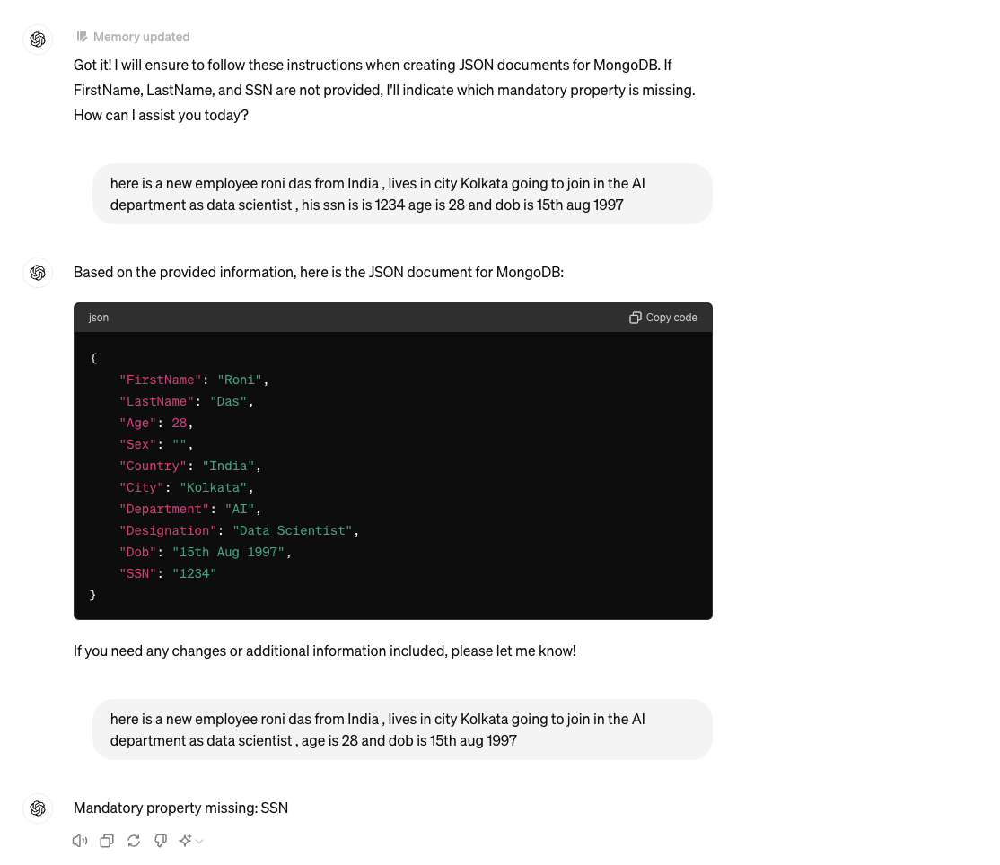 Memory updated
Got it! I will ensure to follow these instructions when creating JSON documents for MongoDB. If
FirstName, LastName, and SSN are not provided, I'll indicate which mandatory property is missing.
How can I assist you today?
here is a new employee roni das from India , lives in city Kolkata going to join in the AI
department as data scientist , his ssn is is 1234 age is 28 and dob is 15th aug 1997
Based on the provided information, here is the JSON document for MongoDB:
json
Copy code
{
    "FirstName": "Roni",
    "LastName": "Das",
    "Age": 28,
    "Sex": "",
    "Country": "India",
    "City": "Kolkata",
    "Department": "AI",
    "Designation": "Data Scientist",
    "Dob": "15th Aug 1997",
    "SSN": "1234"
}
If you need any changes or additional information included, please let me know!
here is a new employee roni das from India , lives in city Kolkata going to join in the AI
department as data scientist , age is 28 and dob is 15th aug 1997
Mandatory property missing: SSN